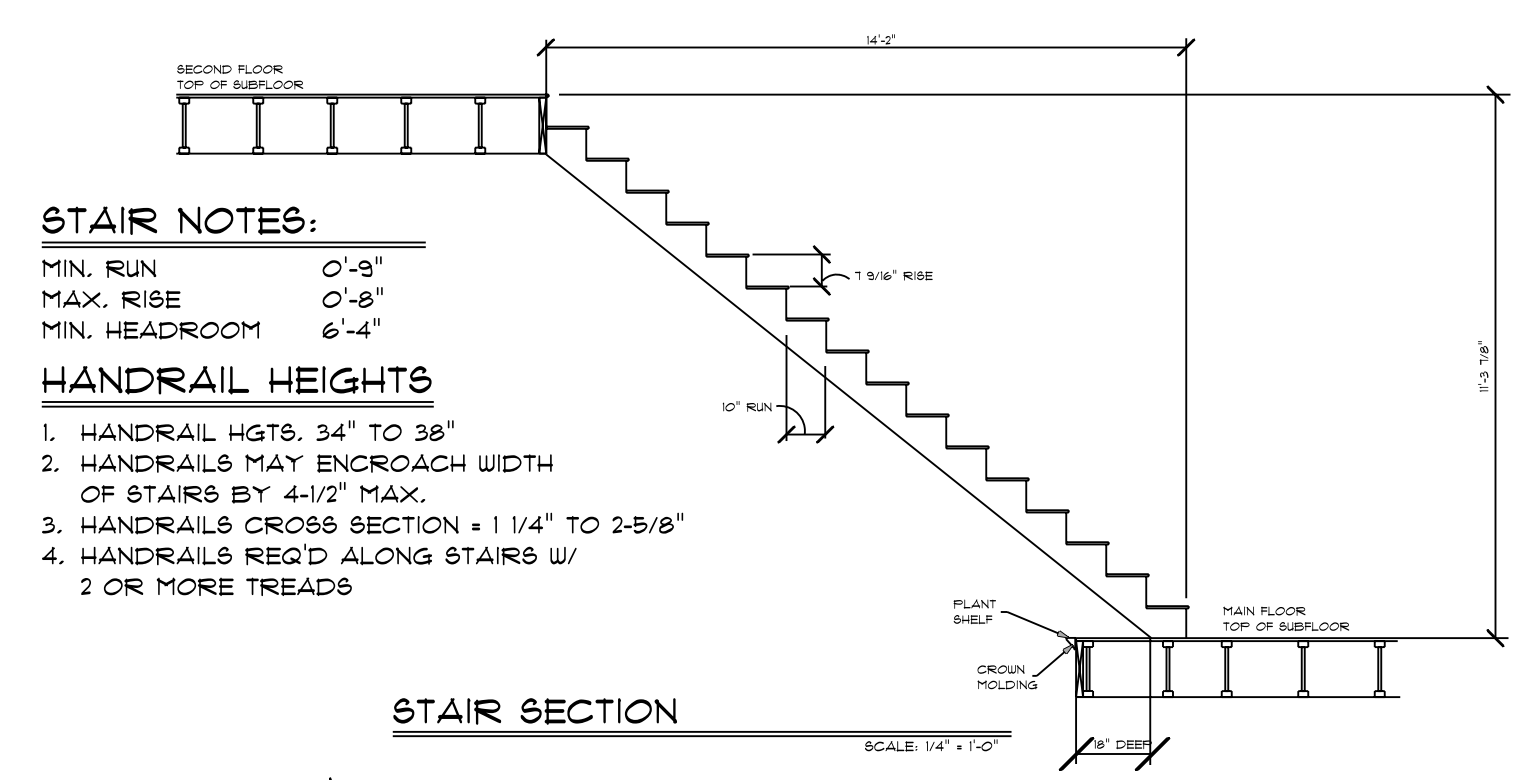 14'-2"
SECOND FLOOR
TOP OF SUBFLOOR
STAIR NOTES:
MIN. RUN 0'-9"
MAX. RISE 0'-8"
MIN. HEADROOM 6'-4"
7 9/16" RISE
11'-3 7/8"
HANDRAIL HEIGHTS
10" RUN
1. HANDRAIL HGTS. 34" TO 38"
2. HANDRAILS MAY ENCROACH WIDTH
OF STAIRS BY 4-1/2" MAX.
3. HANDRAILS CROSS SECTION = 1 1/4" TO 2-5/8"
4. HANDRAILS REQ'D ALONG STAIRS W/
2 OR MORE TREADS
PLANT
SHELF
MAIN FLOOR
TOP OF SUBFLOOR
CROWN
MOLDING
STAIR SECTION
SCALE: 1/4" = 1'-0"
18" DEEP